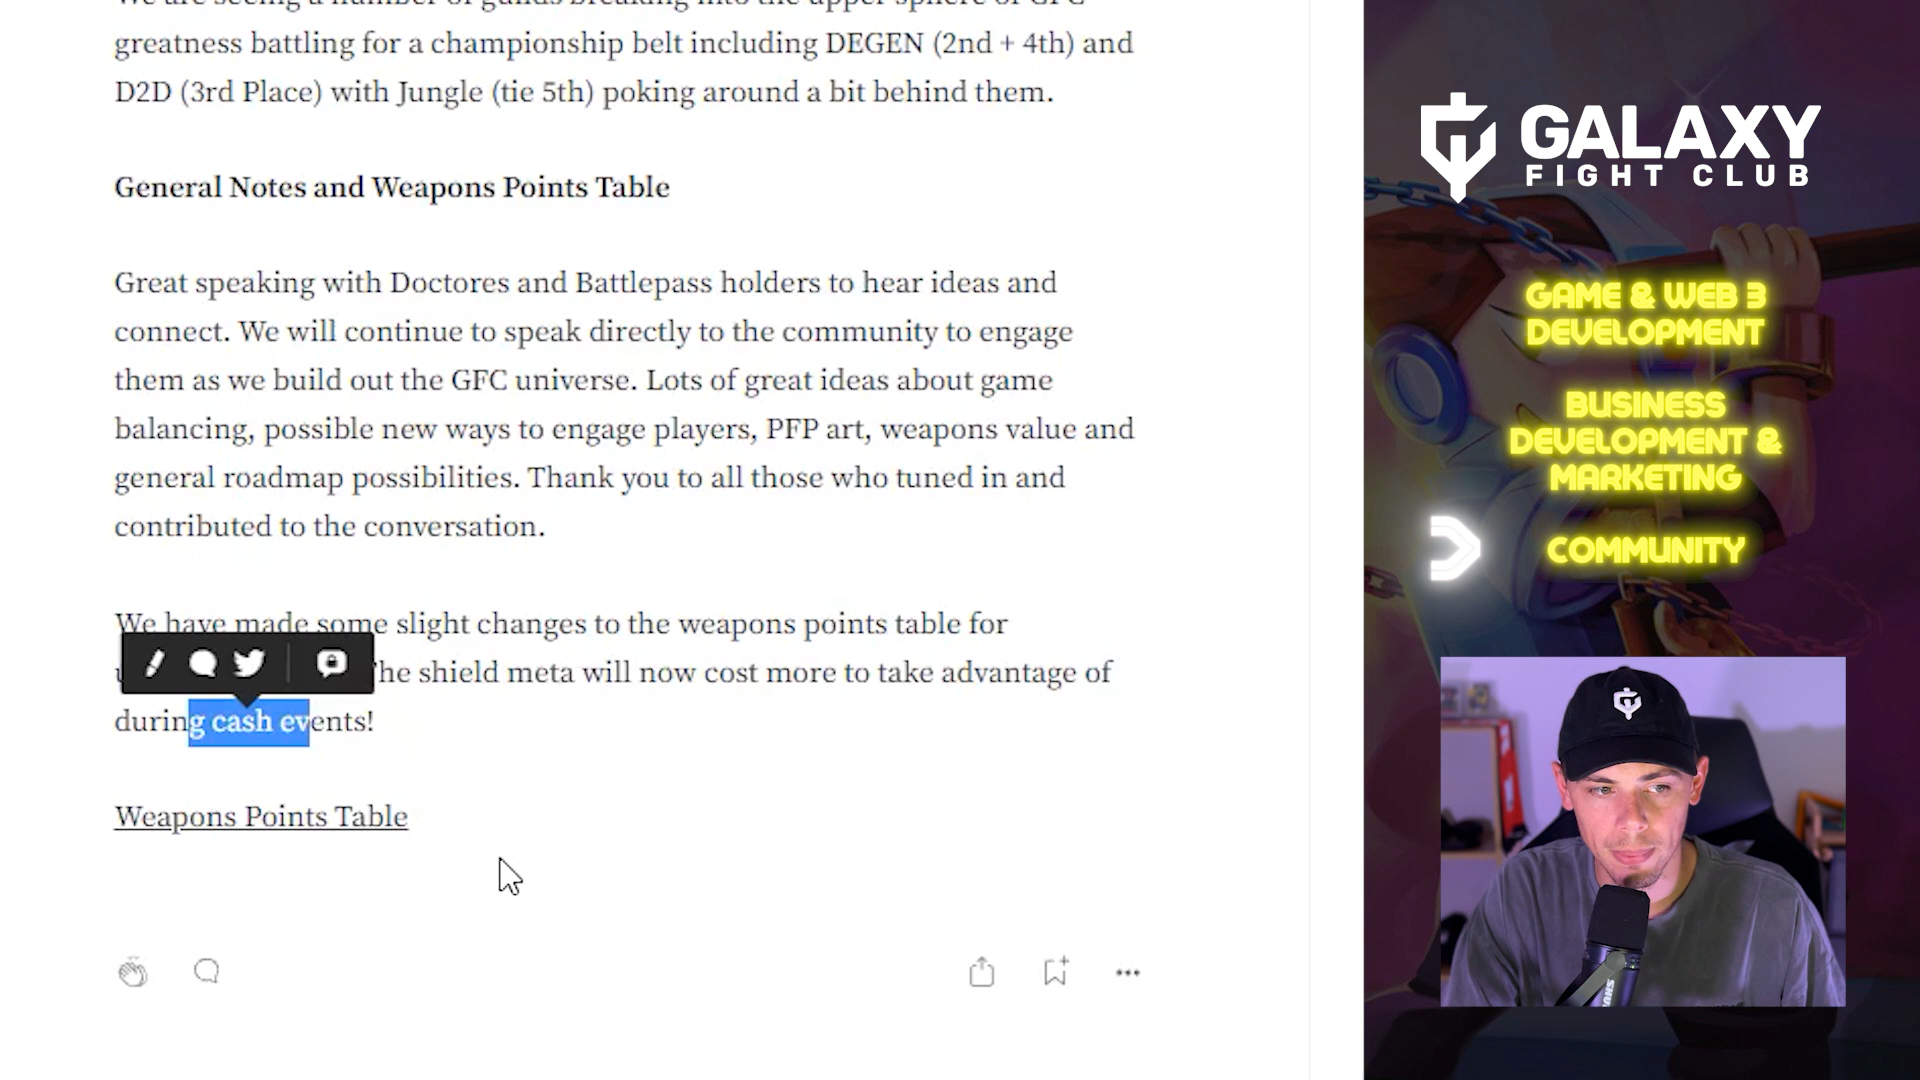 greatness battling for a championship belt including DEGEN (2nd + 4th) and
D2D (3rd Place) with Jungle (tie 5th) poking around a bit behind them.
General Notes and Weapons Points Table
Great speaking with Doctores and Battlepass holders to hear ideas and
connect. We will continue to speak directly to the community to engage
them as we build out the GFC universe. Lots of great ideas about game
balancing, possible new ways to engage players, PFP art, weapons value and
general roadmap possibilities. Thank you to all those who tuned in and
contributed to the conversation.
We have made some slight changes to the weapons points table for
he shield meta will now cost more to take advantage of
during cash events!
Weapons Points Table
GALAXY
FIGHT CLUB
GAME & WEB 3
DEVELOPMENT
BUSINESS
DEVELOPMENT &
MARKETING
COMMUNITY